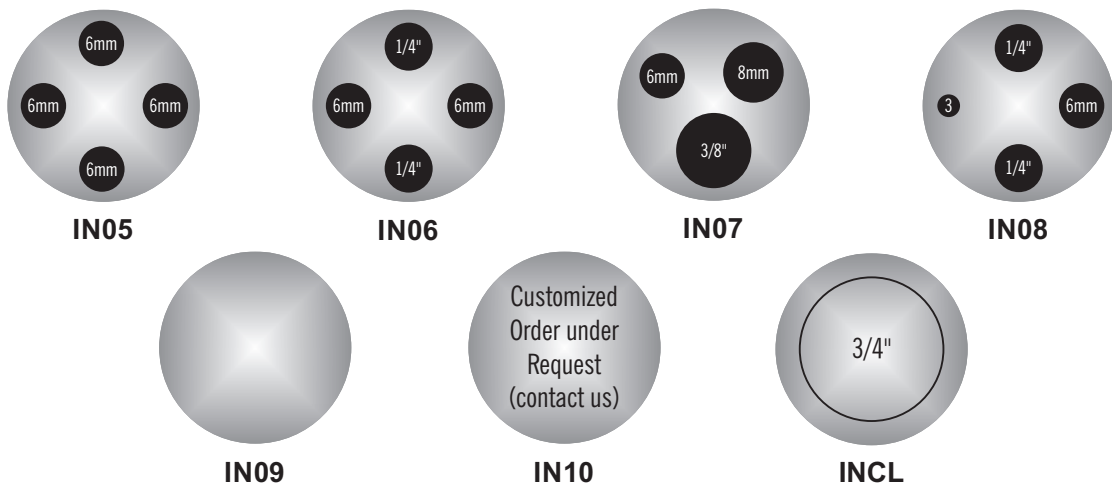 6mm
6mm
6mm
6mm
IN05
1/4"
6mm
6mm
1/4"
IN06
6mm
8mm
3/8"
IN07
1/4"
3
6mm
1/4"
IN08
IN09
Customized
Order under
Request
(contact us)
IN10
3/4"
INCL